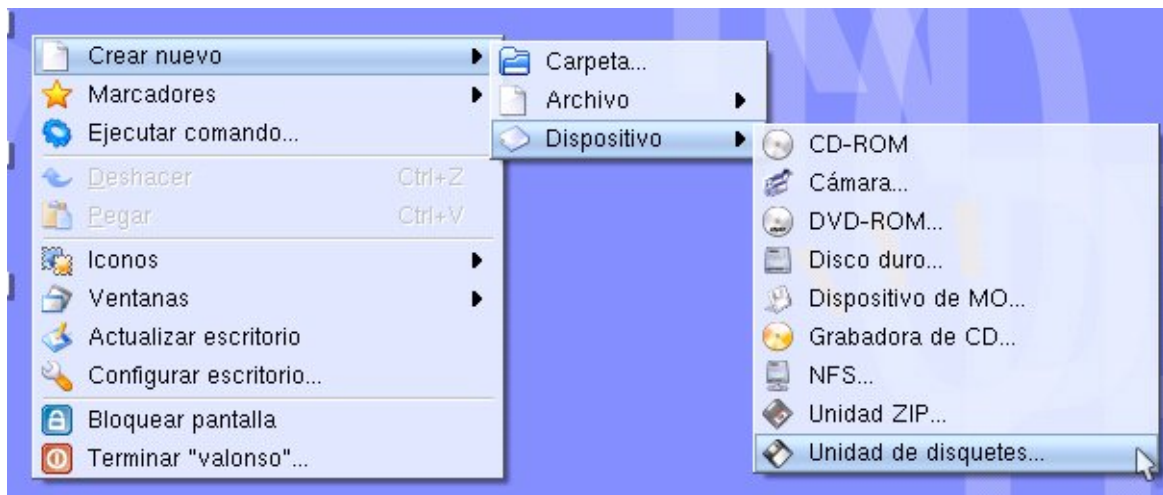 Crear nuevo
Marcadores
Ejecutar comando...
Deshacer Ctrl+Z
Pegar Ctrl+V
Iconos
Ventanas
Actualizar escritorio
Configurar escritorio...
Bloquear pantalla
Terminar "valonso"...
Carpeta...
Archivo
Dispositivo
CD-ROM
Cámara...
DVD-ROM...
Disco duro...
Dispositivo de MO...
Grabadora de CD...
NFS...
Unidad ZIP...
Unidad de disquetes...